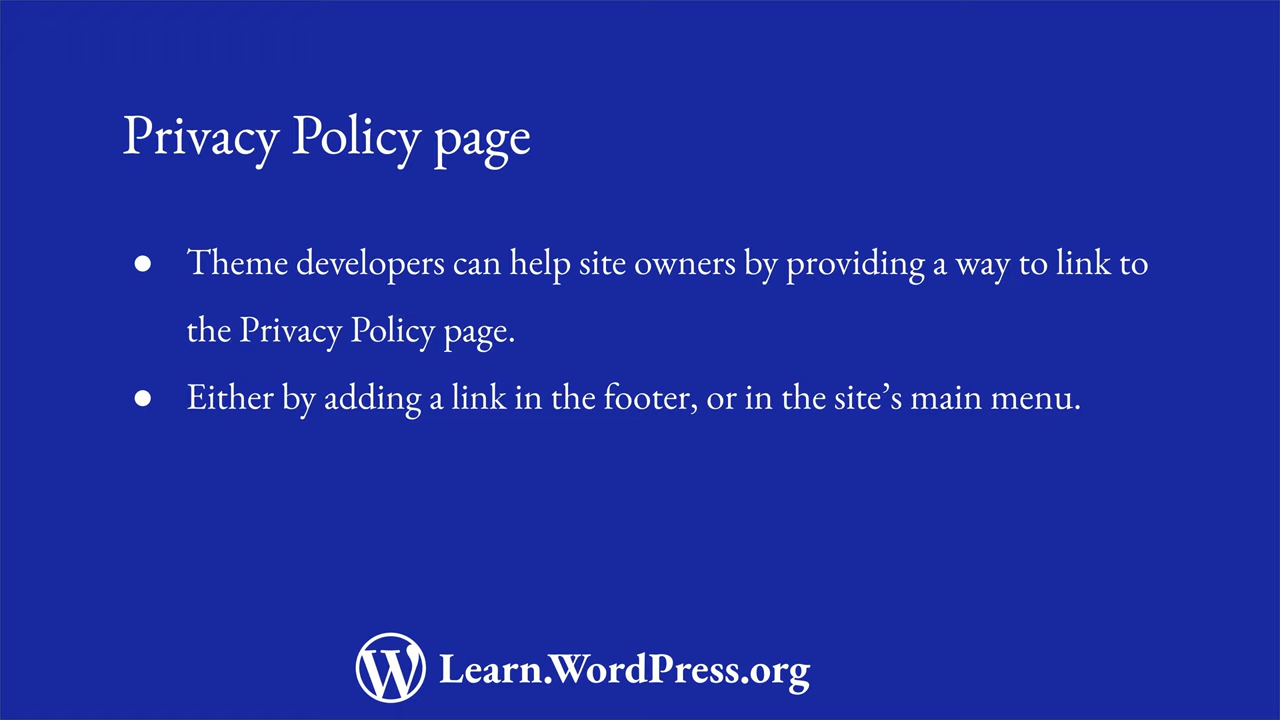 Privacy Policy page
● Theme developers can help site owners by providing a way to link to
the Privacy Policy page.
● Either by adding a link in the footer, or in the site’s main menu.
Learn.WordPress.org